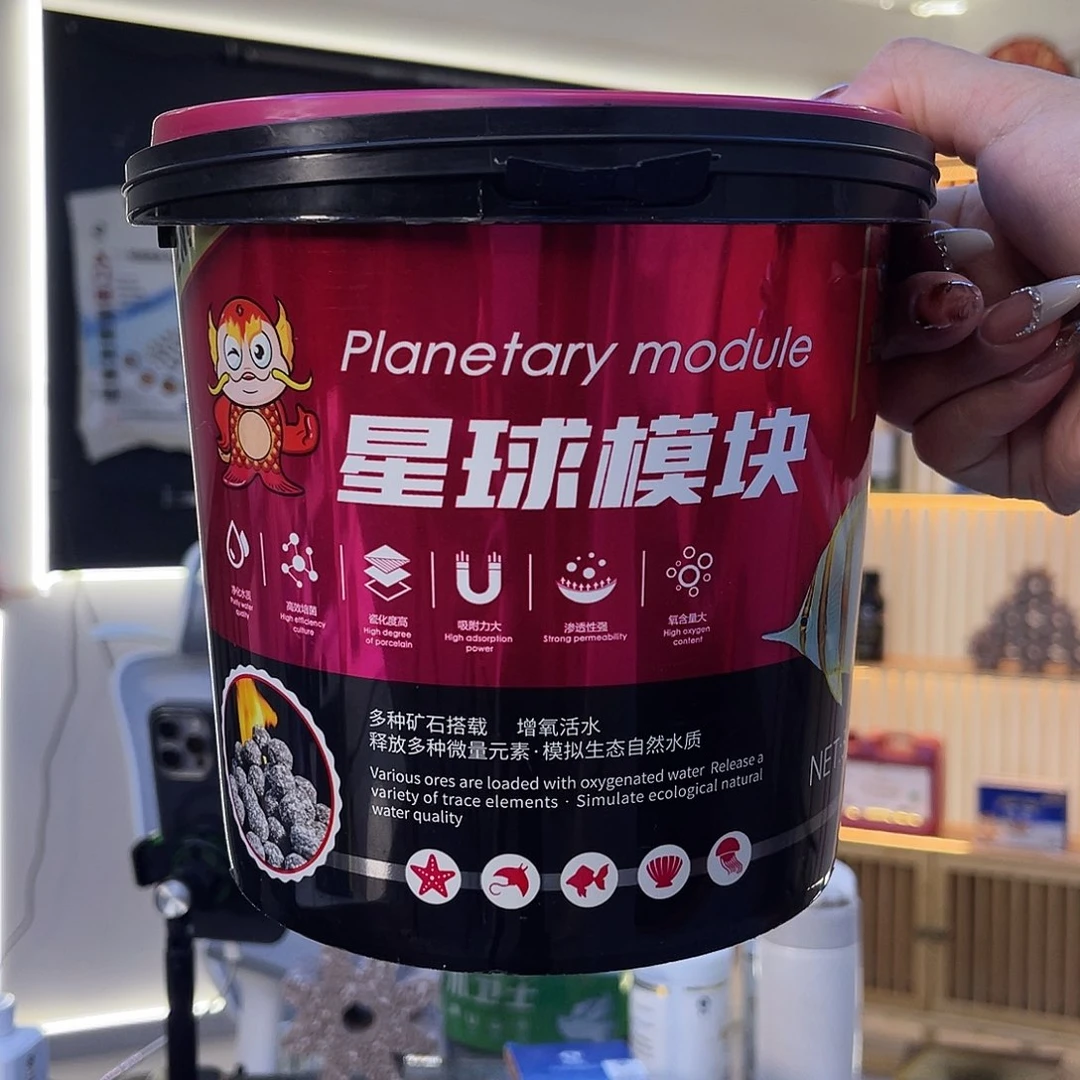 Planetary module
星球模块
净化水质
Purify water
quality
高效培菌
High efficiency
culture
瓷化度高
High degree
of porcelain
吸附力大
High adsorption
power
渗透性强
Strong permeability
氧含量大
High oxygen
content
多种矿石搭载 增氧活水
释放多种微量元素·模拟生态自然水质
Various ores are loaded with oxygenated water Release a
variety of trace elements · Simulate ecological natural
water quality
NET
卫士